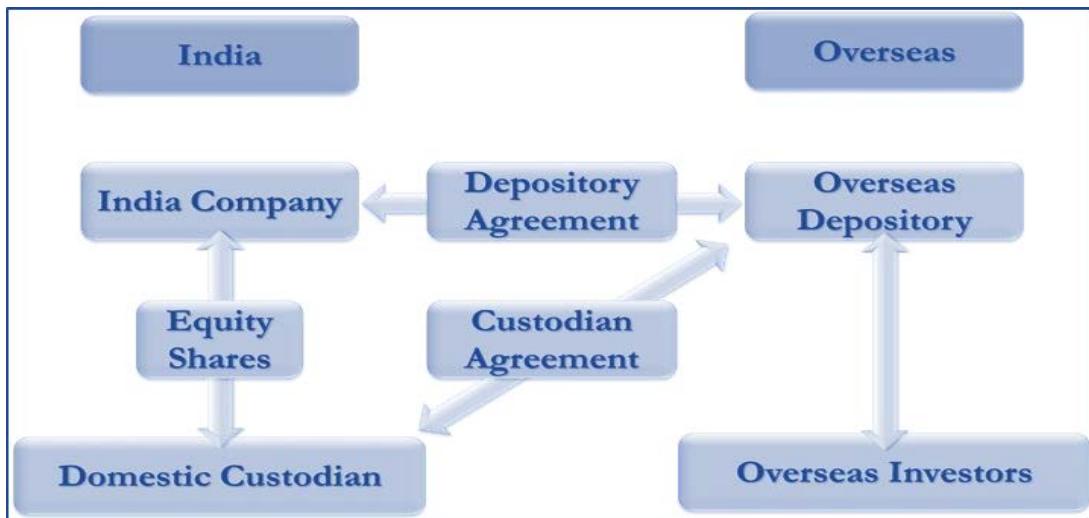 India
Overseas
India Company
Depository
Agreement
Overseas
Depository
Equity
Shares
Custodian
Agreement
Domestic Custodian
Overseas Investors